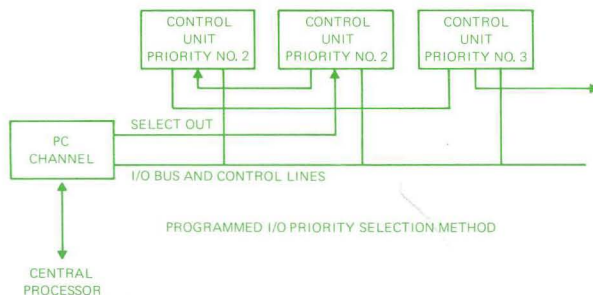 CONTROL
UNIT
PRIORITY NO. 2
CONTROL
UNIT
PRIORITY NO. 2
CONTROL
UNIT
PRIORITY NO. 3
SELECT OUT
PC
CHANNEL
I/O BUS AND CONTROL LINES
PROGRAMMED I/O PRIORITY SELECTION METHOD
CENTRAL
PROCESSOR